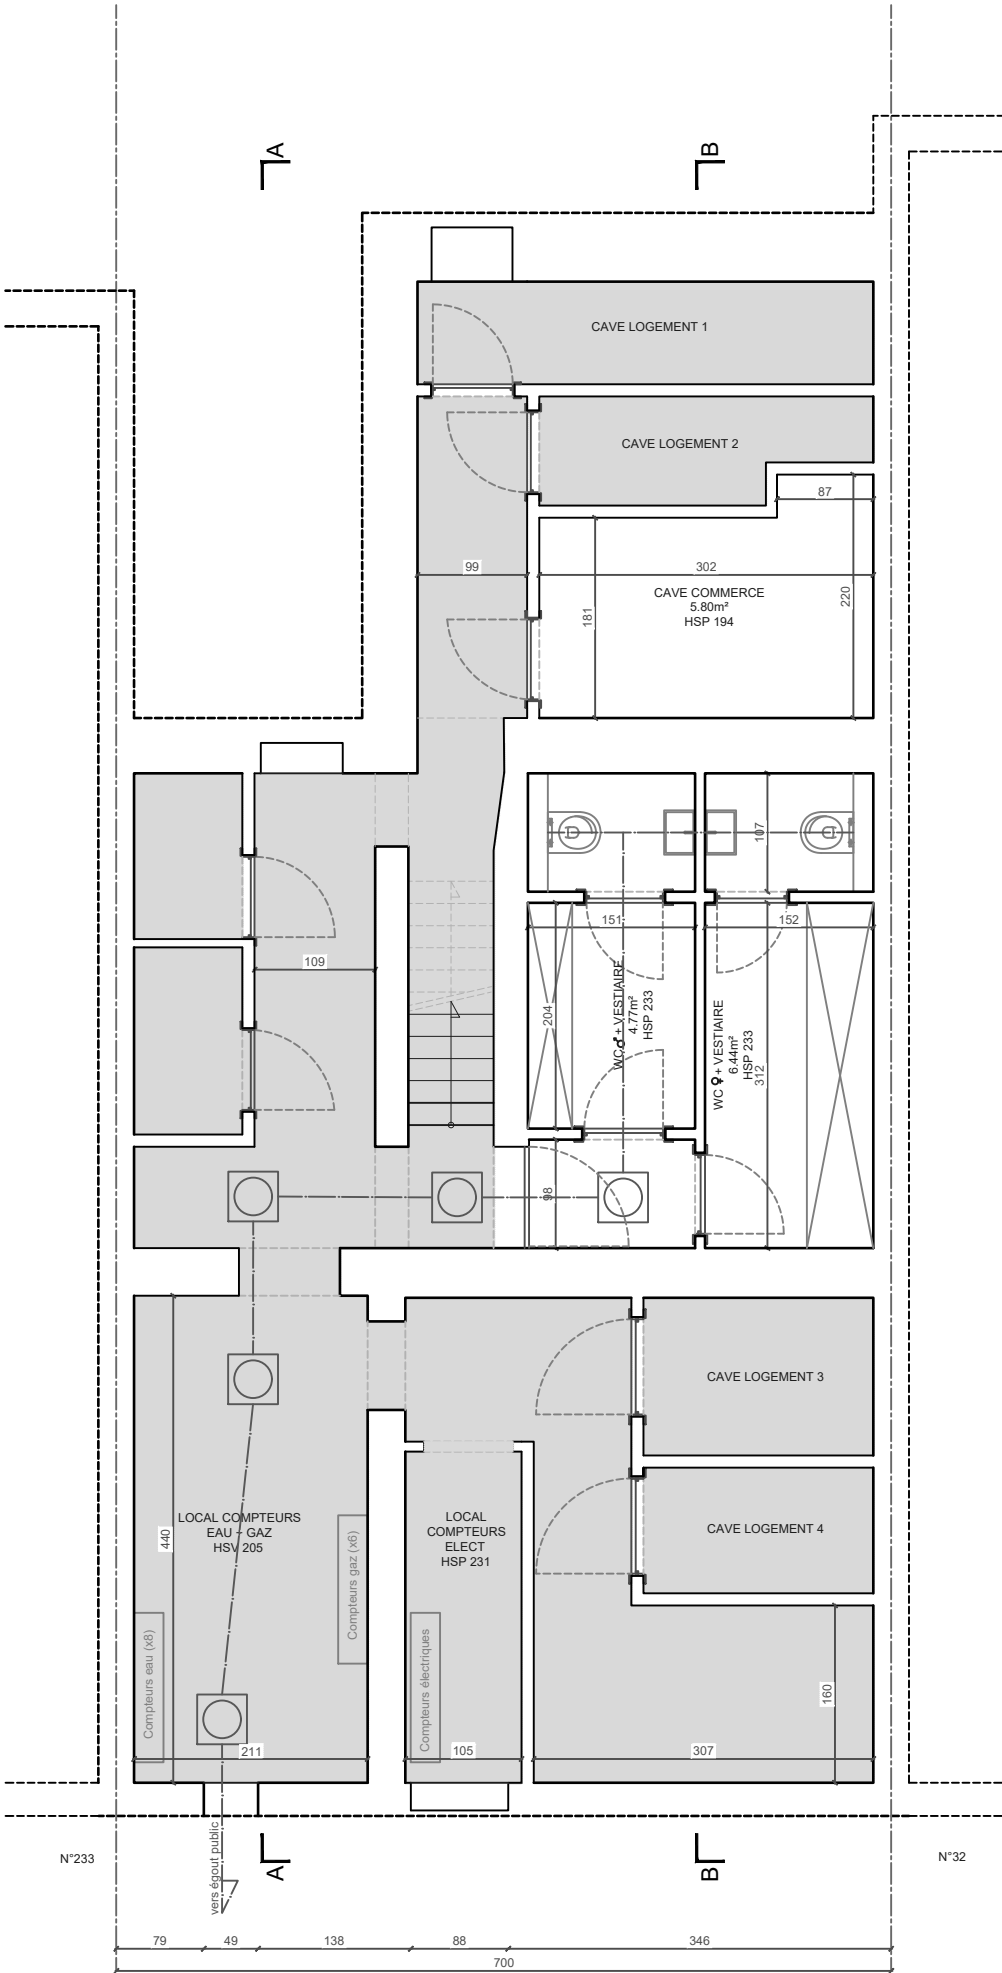 A
B
CAVE LOGEMENT 1
CAVE LOGEMENT 2
87
99
302
CAVE COMMERCE
5.80m²
HSP 194
181
220
107
151
152
109
204
WC♂ + VESTIAIRE
4.77m²
HSP 233
WC ♀ + VESTIAIRE
6.44m²
HSP 233
312
98
CAVE LOGEMENT 3
LOCAL COMPTEURS
EAU - GAZ
HSV 205
440
Compteurs gaz (x6)
LOCAL
COMPTEURS
ELECT
HSP 231
CAVE LOGEMENT 4
Compteurs eau (x8)
Compteurs électriques
160
211
105
307
vers égout public
N°233
A
B
N°32
79
49
138
88
346
700